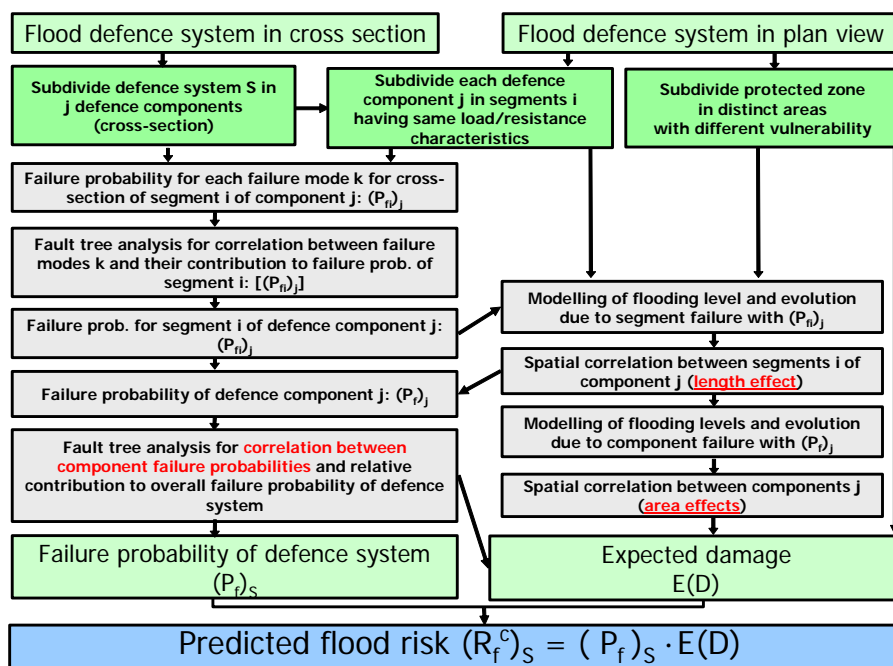 Flood defence system in cross section
Flood defence system in plan view
Subdivide defence system S in
j defence components
(cross-section)
Subdivide each defence
component j in segments i
having same load/resistance
characteristics
Subdivide protected zone
in distinct areas
with different vulnerability
Failure probability for each failure mode k for cross-
section of segment i of component j: (Pfi)j
Fault tree analysis for correlation between failure
modes k and their contribution to failure prob. of
segment i: [(Pfi)j]
Failure prob. for segment i of defence component j:
(Pfi)j
Failure probability of defence component j: (Pf)j
Fault tree analysis for correlation between
component failure probabilities and relative
contribution to overall failure probability of defence
system
Modelling of flooding level and evolution
due to segment failure with (Pfi)j
Spatial correlation between segments i of
component j (length effect)
Modelling of flooding levels and evolution
due to component failure with (Pf)j
Spatial correlation between components j
(area effects)
Failure probability of defence system
(Pf)S
Expected damage
E(D)
Predicted flood risk (Rfc)S = ( Pf )S · E(D)